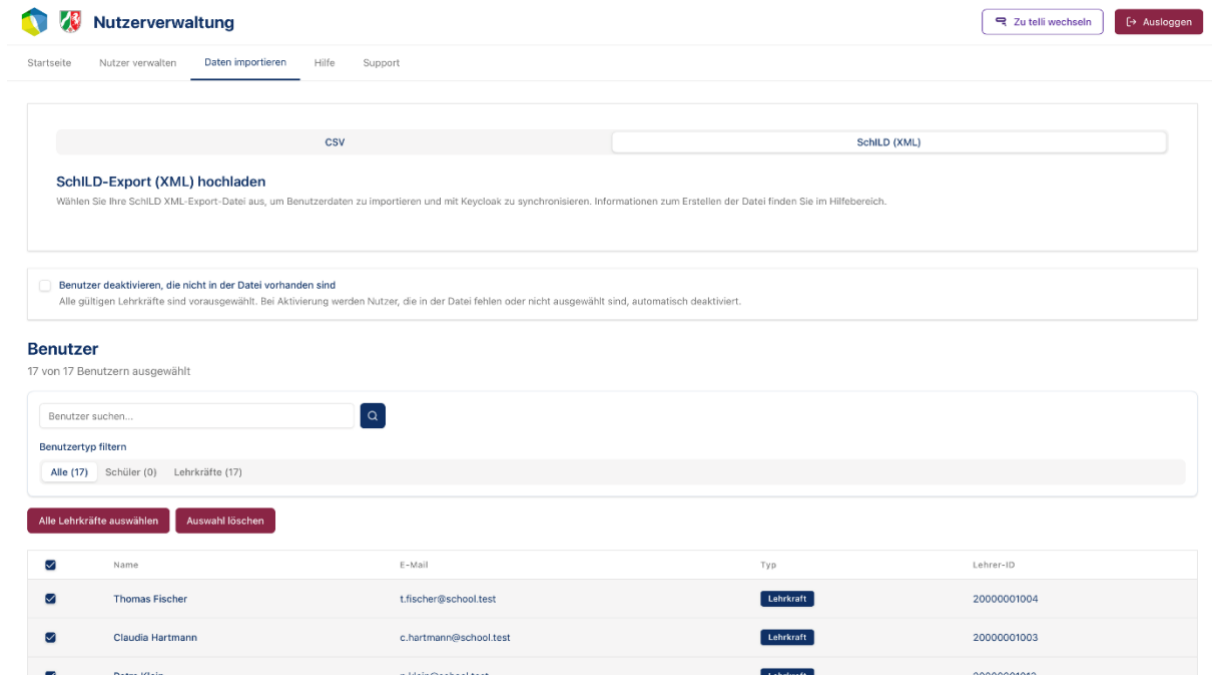 Nutzerverwaltung
Zu telli wechseln
Ausloggen
Startseite Nutzer verwalten Daten importieren Hilfe Support
CSV SchILD (XML)
SchILD-Export (XML) hochladen
Wählen Sie Ihre SchILD XML-Export-Datei aus, um Benutzerdaten zu importieren und mit Keycloak zu synchronisieren. Informationen zum Erstellen der Datei finden Sie im Hilfebereich.
Benutzer deaktivieren, die nicht in der Datei vorhanden sind
Alle gültigen Lehrkräfte sind vorausgewählt. Bei Aktivierung werden Nutzer, die in der Datei fehlen oder nicht ausgewählt sind, automatisch deaktiviert.
Benutzer
17 von 17 Benutzern ausgewählt
Benutzer suchen...
Benutzertyp filtern
Alle (17) Schüler (0) Lehrkräfte (17)
Alle Lehrkräfte auswählen Auswahl löschen
Name E-Mail Typ Lehrer-ID
Thomas Fischer t.fischer@school.test Lehrkraft 20000001004
Claudia Hartmann c.hartmann@school.test Lehrkraft 20000001003